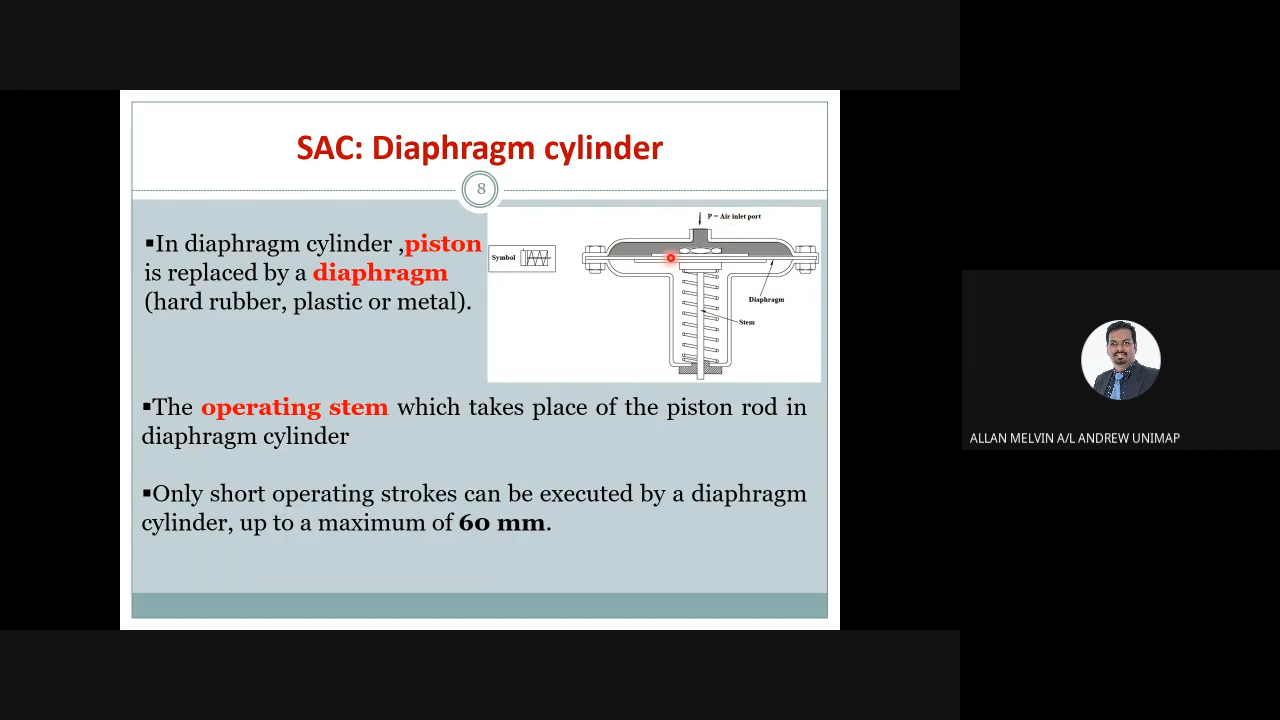 SAC: Diaphragm cylinder
8
▪In diaphragm cylinder ,piston
is replaced by a diaphragm
(hard rubber, plastic or metal).
P = Air inlet port
Symbol
Diaphragm
Stem
▪The operating stem which takes place of the piston rod in
diaphragm cylinder
▪Only short operating strokes can be executed by a diaphragm
cylinder, up to a maximum of 60 mm.
ALLAN MELVIN A/L ANDREW UNIMAP